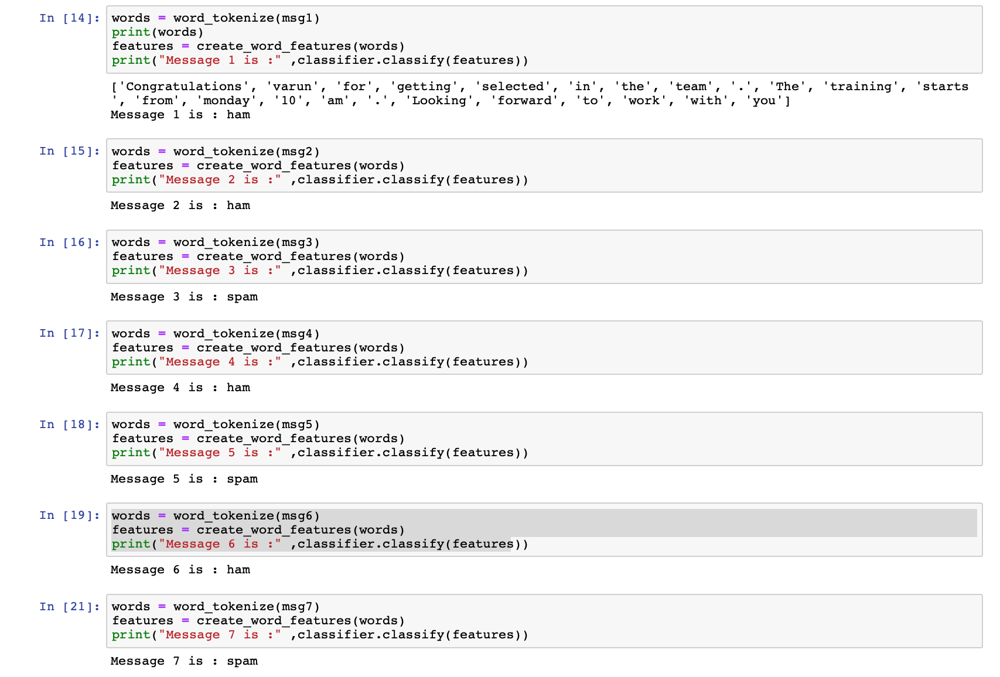 In [14]: words = word_tokenize(msg1)
print(words)
features = create_word_features(words)
print("Message 1 is :" ,classifier.classify(features))
['Congratulations', 'varun', 'for', 'getting', 'selected', 'in', 'the', 'team', '.', 'The', 'training', 'starts
', 'from', 'monday', '10', 'am', '.', 'Looking', 'forward', 'to', 'work', 'with', 'you']
Message 1 is : ham
In [15]: words = word_tokenize(msg2)
features = create_word_features(words)
print("Message 2 is :" ,classifier.classify(features))
Message 2 is : ham
In [16]: words = word_tokenize(msg3)
features = create_word_features(words)
print("Message 3 is :" ,classifier.classify(features))
Message 3 is : spam
In [17]: words = word_tokenize(msg4)
features = create_word_features(words)
print("Message 4 is :" ,classifier.classify(features))
Message 4 is : ham
In [18]: words = word_tokenize(msg5)
features = create_word_features(words)
print("Message 5 is :" ,classifier.classify(features))
Message 5 is : spam
In [19]: words = word_tokenize(msg6)
features = create_word_features(words)
print("Message 6 is :" ,classifier.classify(features))
Message 6 is : ham
In [21]: words = word_tokenize(msg7)
features = create_word_features(words)
print("Message 7 is :" ,classifier.classify(features))
Message 7 is : spam